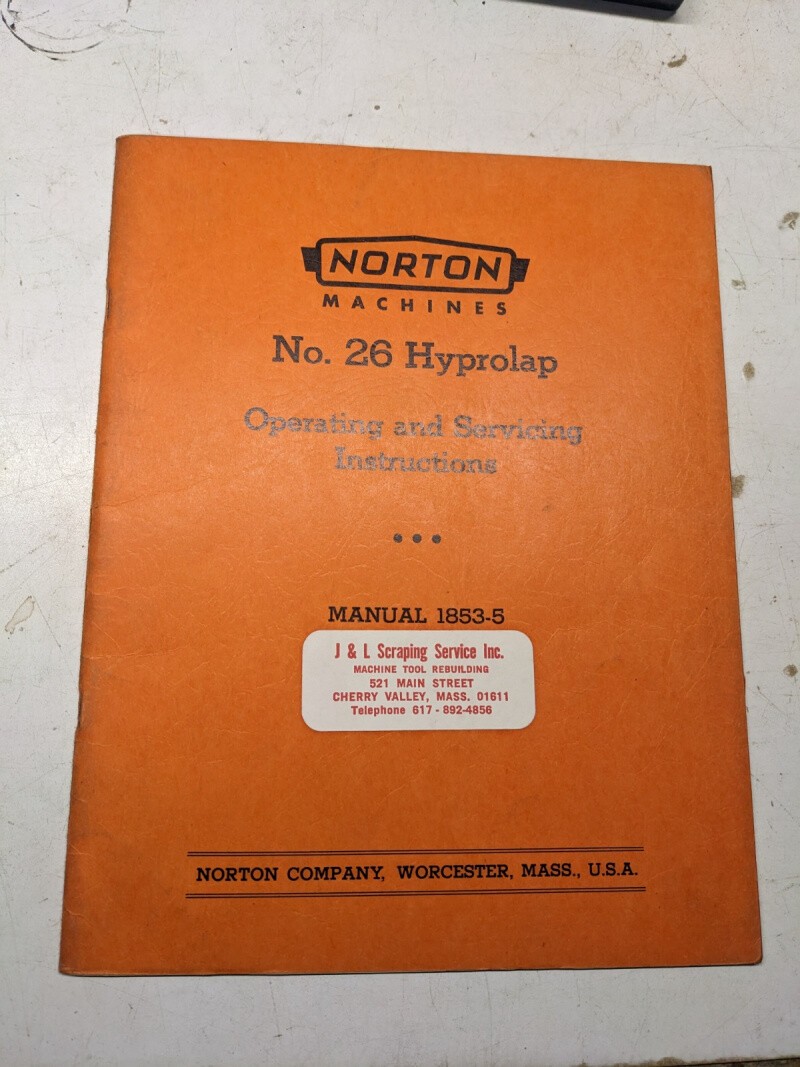 NORTON
MACHINES
No. 26 Hyprolap
Operating and Servicing
Instructions
MANUAL 1853-5
J & L Scraping Service Inc.
MACHINE TOOL REBUILDING
521 MAIN STREET
CHERRY VALLEY, MASS. 01611
Telephone 617 - 892-4856
NORTON COMPANY, WORCESTER, MASS., U.S.A.